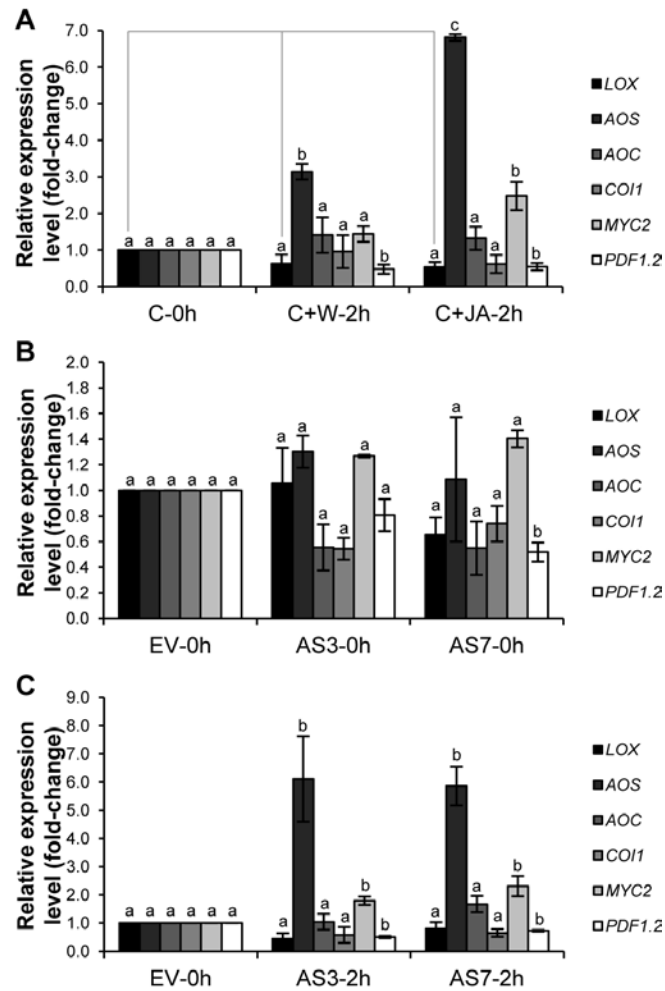 A
Relative expression
level (fold-change)
7.0
6.0
5.0
4.0
3.0
2.0
1.0
0.0
a a a a a a
a b a a a b
a c a a b b
C-0h C+W-2h C+JA-2h
LOX
AOS
AOC
COI1
MYC2
PDF1.2
B
Relative expression
level (fold-change)
2.0
1.8
1.6
1.4
1.2
1.0
0.8
0.6
0.4
0.2
0.0
a a a a a a
a a a a a a
a a a a a b
EV-0h AS3-0h AS7-0h
LOX
AOS
AOC
COI1
MYC2
PDF1.2
C
Relative expression
level (fold-change)
9.0
8.0
7.0
6.0
5.0
4.0
3.0
2.0
1.0
0.0
a a a a a a
a b a a b b
a b a a b b
EV-0h AS3-2h AS7-2h
LOX
AOS
AOC
COI1
MYC2
PDF1.2